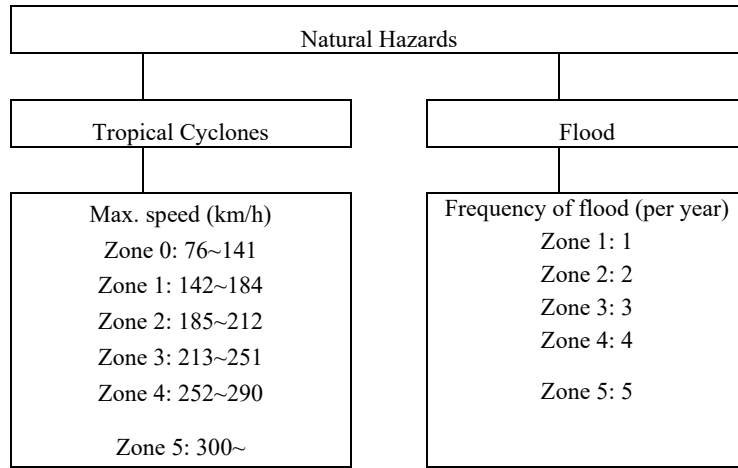 Natural Hazards
Tropical Cyclones
Flood
Max. speed (km/h)
Zone 0: 76~141
Zone 1: 142~184
Zone 2: 185~212
Zone 3: 213~251
Zone 4: 252~290
Zone 5: 300~
Frequency of flood (per year)
Zone 1: 1
Zone 2: 2
Zone 3: 3
Zone 4: 4
Zone 5: 5